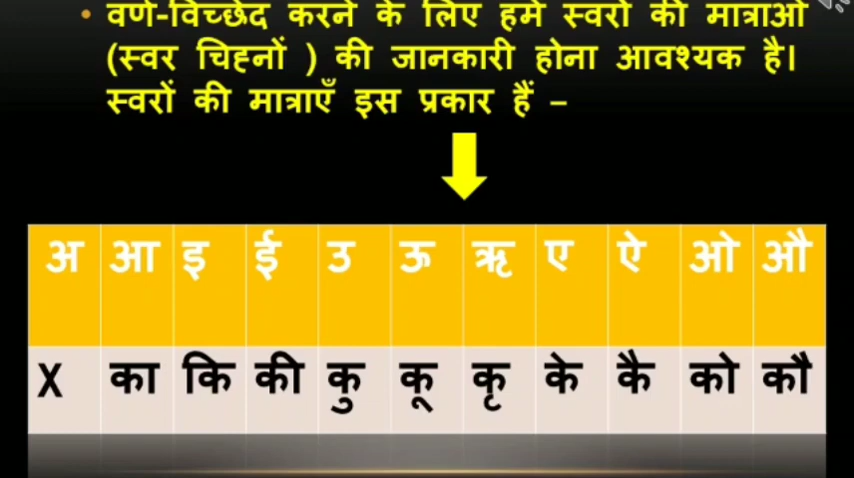 • वर्ण-विच्छेद करने के लिए हमें स्वरों की मात्राओं
(स्वर चिह्नों ) की जानकारी होना आवश्यक है।
स्वरों की मात्राएँ इस प्रकार हैं –
अ आ इ ई उ ऊ ऋ ए ऐ ओ औ
X का कि की कु कू कृ के कै को कौ